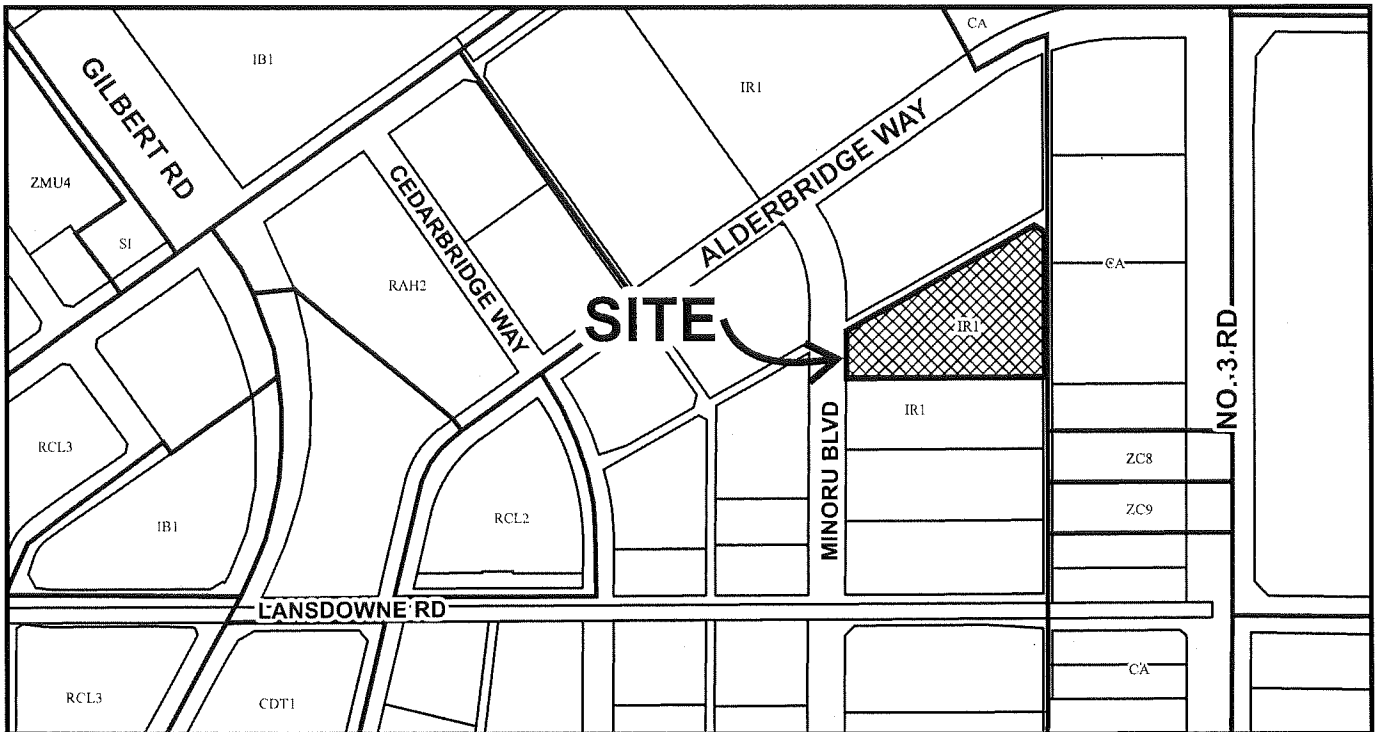 CA
IB1
GILBERT RD
IR1
ZMU4
SI
CEDARBRIDGE WAY
ALDERBRIDGE WAY
RAH2
CA
SITE
IR1
NO. 3 RD
IR1
MINORU BLVD
RCL3
ZC8
IB1
RCL2
ZC9
LANSDOWNE RD
RCL3
CDT1
CA